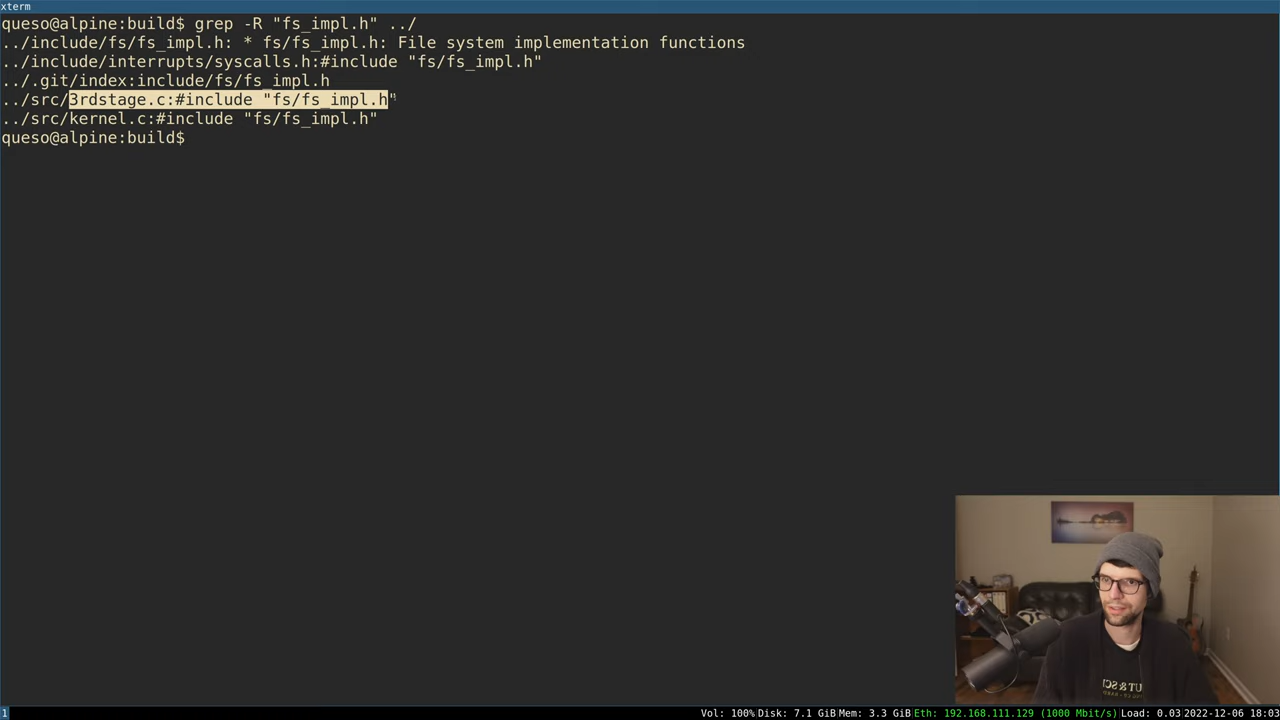 xterm
queso@alpine:build$ grep -R "fs_impl.h" ../
../include/fs/fs_impl.h: * fs/fs_impl.h: File system implementation functions
../include/interrupts/syscalls.h:#include "fs/fs_impl.h"
../.git/index:include/fs/fs_impl.h
../src/3rdstage.c:#include "fs/fs_impl.h"
../src/kernel.c:#include "fs/fs_impl.h"
queso@alpine:build$
1 Vol: 100% Disk: 7.1 GiB Mem: 3.3 GiB Eth: 192.168.111.129 (1000 Mbit/s) Load: 0.03 2022-12-06 18:03